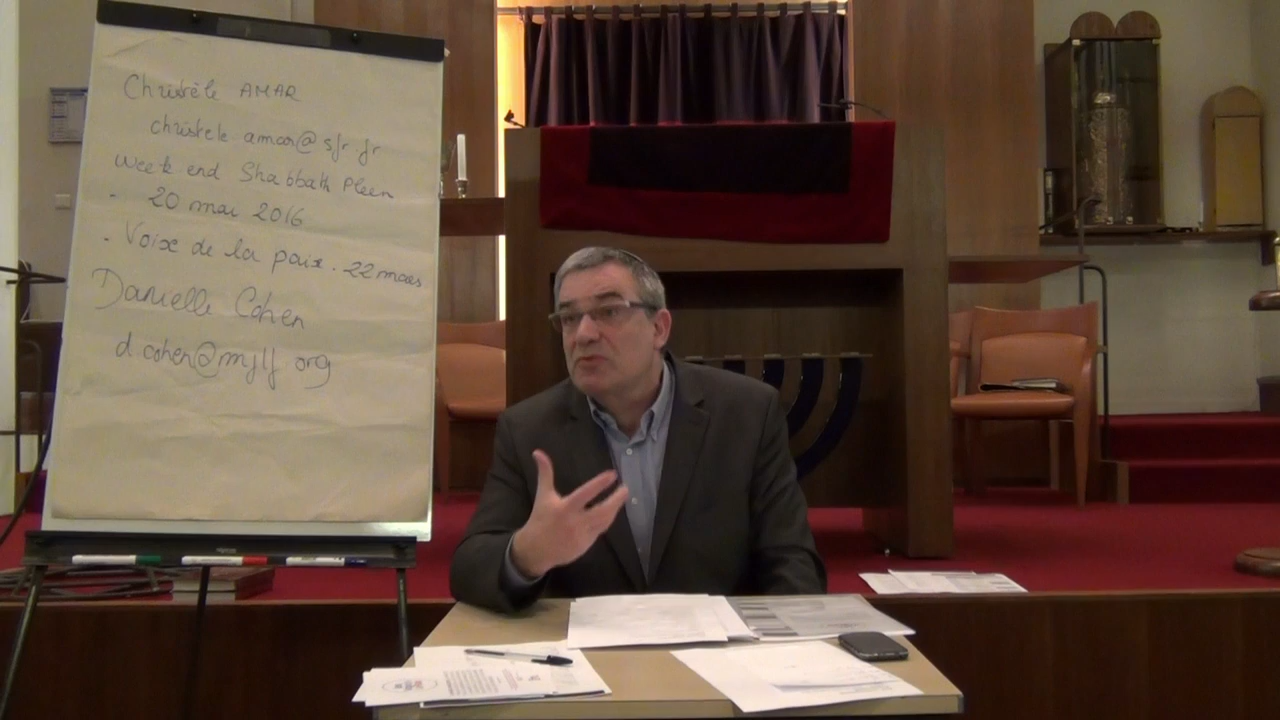 Christèle AMAR
christele.amar@sfr.fr
Week end Shabbath Plein
- 20 mai 2016
- Voix de la paix. 22 mars
Danielle Cohen
d.cohen@mjlf.org